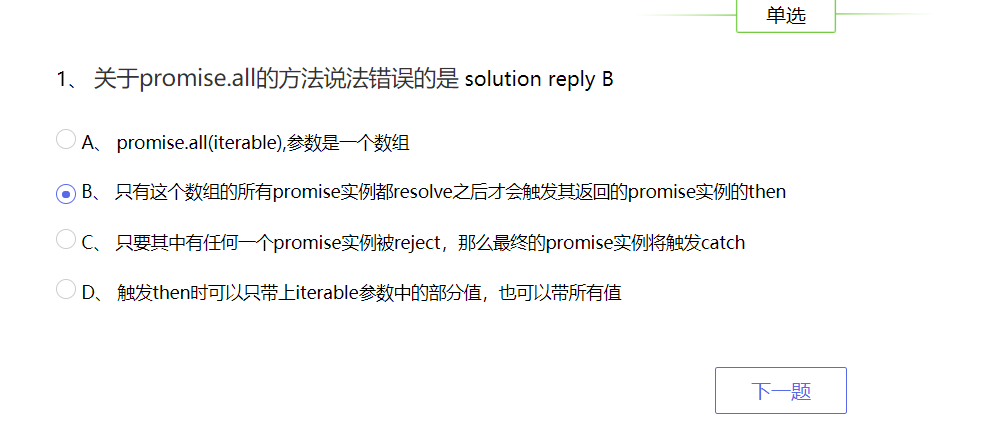 单选
1、 关于promise.all的方法说法错误的是 solution reply B
A、 promise.all(iterable),参数是一个数组
B、 只有这个数组的所有promise实例都resolve之后才会触发其返回的promise实例的then
C、 只要其中有任何一个promise实例被reject，那么最终的promise实例将触发catch
D、 触发then时可以只带上iterable参数中的部分值，也可以带所有值
下一题